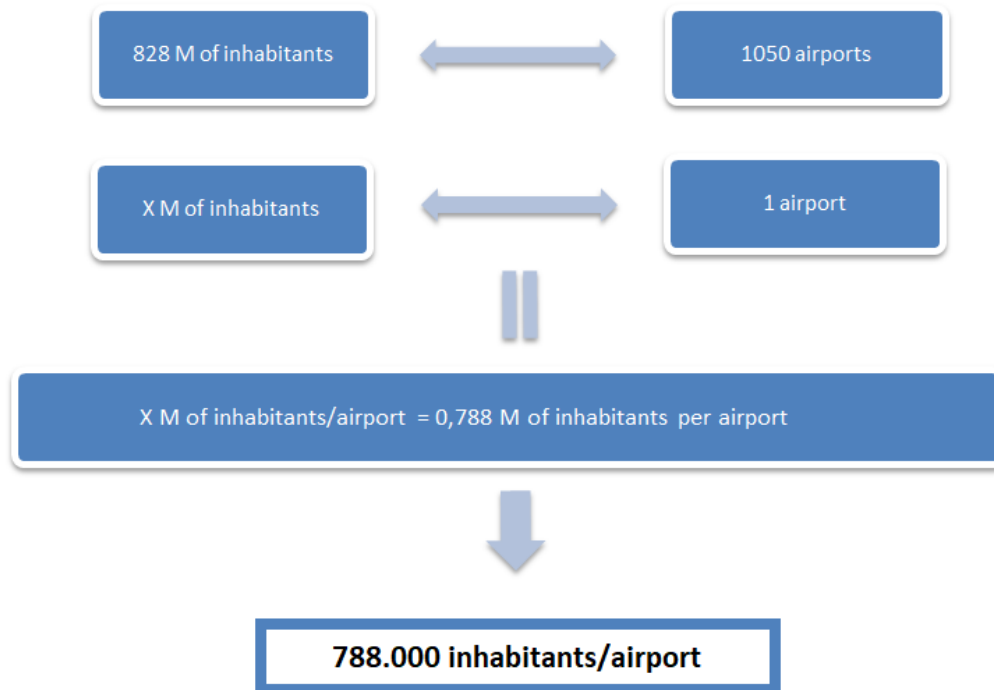 828 M of inhabitants
1050 airports
X M of inhabitants
1 airport
X M of inhabitants/airport = 0,788 M of inhabitants per airport
788.000 inhabitants/airport